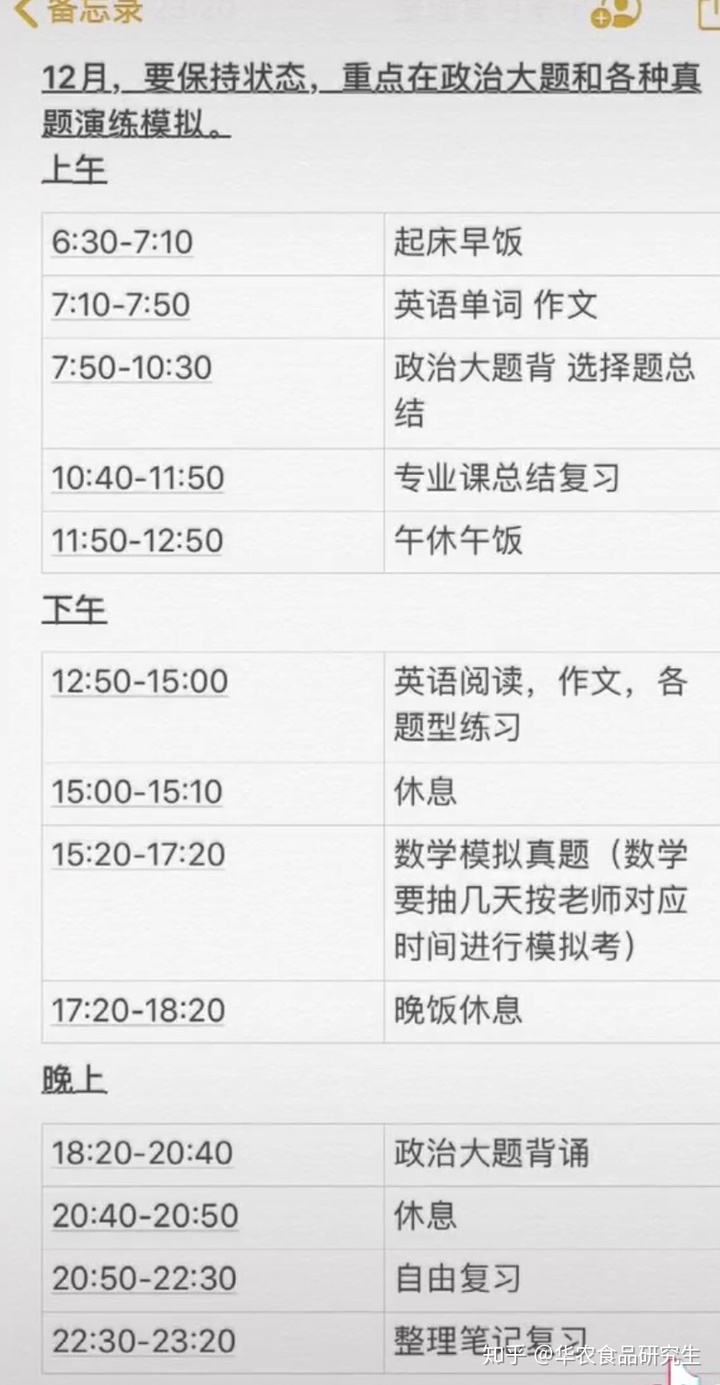 备忘录
12月，要保持状态，重点在政治大题和各种真
题演练模拟。
上午
6:30-7:10 起床早饭
7:10-7:50 英语单词 作文
7:50-10:30 政治大题背 选择题总
结
10:40-11:50 专业课总结复习
11:50-12:50 午休午饭
下午
12:50-15:00 英语阅读，作文，各
题型练习
15:00-15:10 休息
15:20-17:20 数学模拟真题（数学
要抽几天按老师对应
时间进行模拟考）
17:20-18:20 晚饭休息
晚上
18:20-20:40 政治大题背诵
20:40-20:50 休息
20:50-22:30 自由复习
22:30-23:20 整理笔记复习
知乎 @华农食品研究生